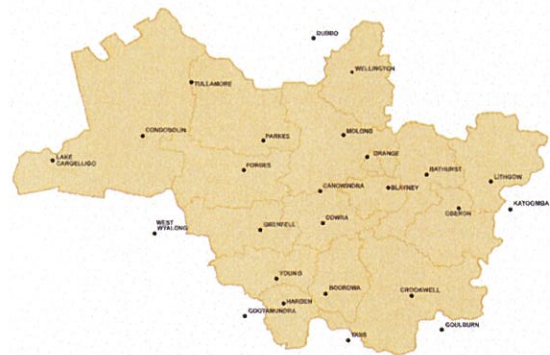 DUBBO
WELLINGTON
TULLAMORE
CONDOBOLIN
PARKES
MOLONG
ORANGE
LAKE
CARGELLIGO
FORBES
BATHURST
LITHGOW
CANOWINDRA
BLAYNEY
KATOOMBA
OBERON
WEST
WYALONG
GRENFELL
COWRA
YOUNG
BOOROWA
CROOKWELL
HARDEN
COOTAMUNDRA
YASS
GOULBURN